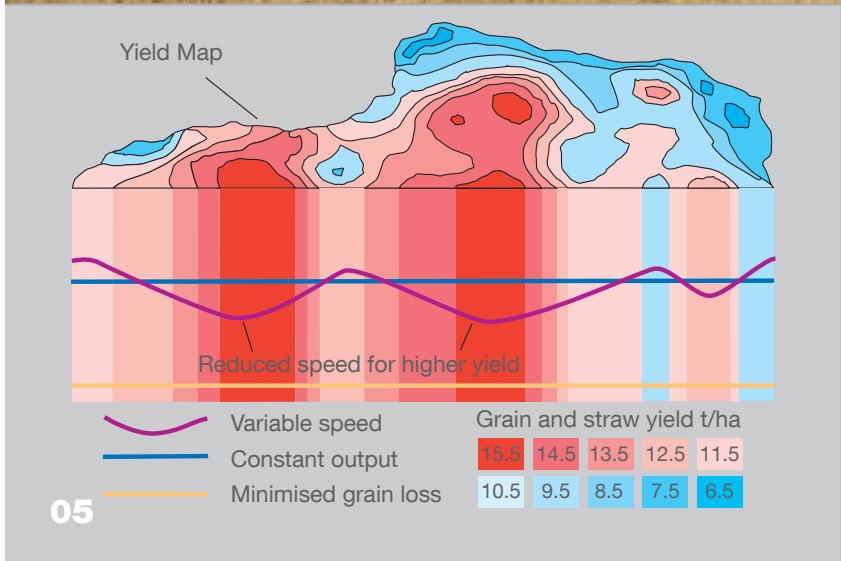 Yield Map
Reduced speed for higher yield
Variable speed
Constant output
Minimised grain loss
Grain and straw yield t/ha
15.5 14.5 13.5 12.5 11.5
10.5 9.5 8.5 7.5 6.5
05